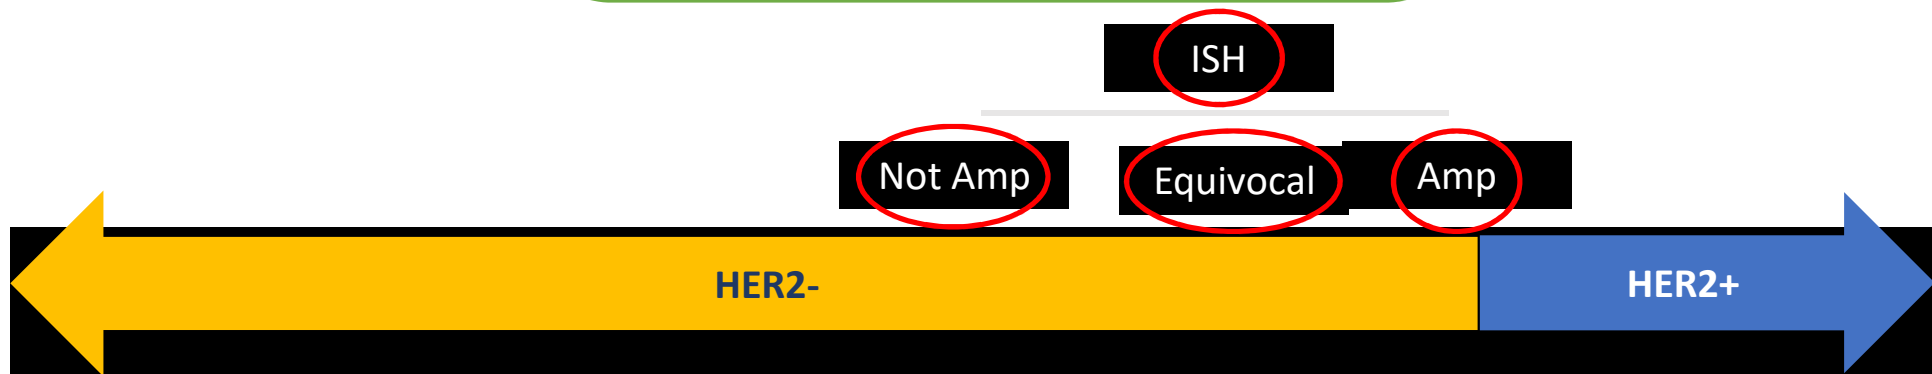 ISH
Not Amp
Equivocal
Amp
HER2-
HER2+